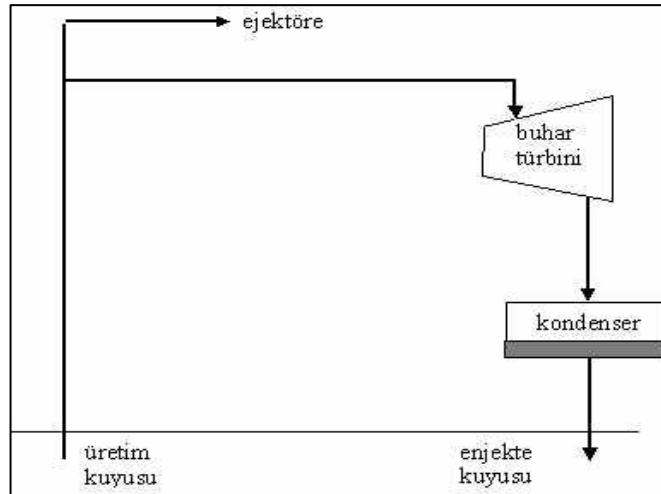 ejektöre
buhar
türbini
kondenser
üretim
kuyusu
enjekte
kuyusu